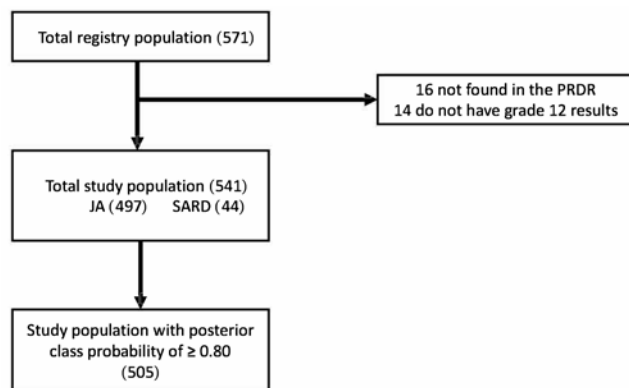 Total registry population (571)
16 not found in the PRDR
14 do not have grade 12 results
Total study population (541)
JA (497) SARD (44)
Study population with posterior
class probability of ≥ 0.80
(505)